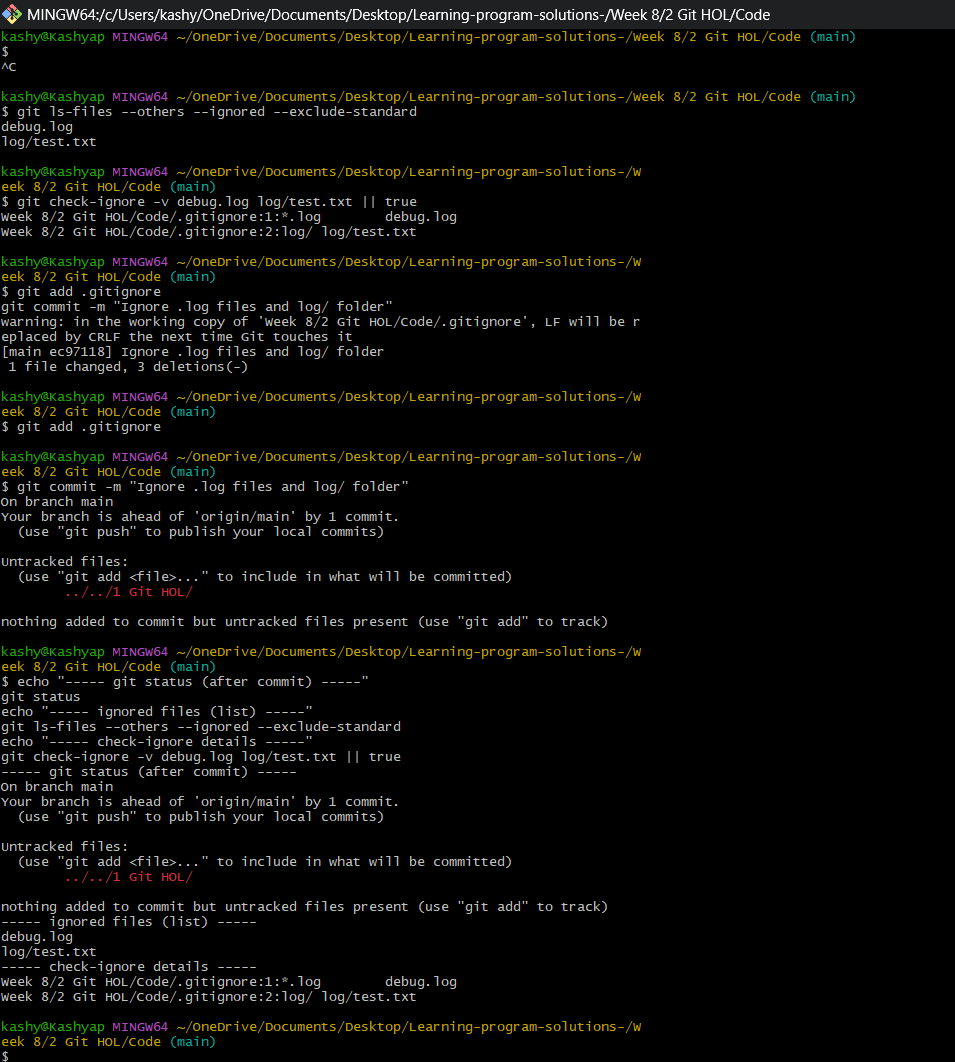 MINGW64:/c/Users/kashy/OneDrive/Documents/Desktop/Learning-program-solutions-/Week 8/2 Git HOL/Code
kashy@Kashyap MINGW64 ~/OneDrive/Documents/Desktop/Learning-program-solutions-/Week 8/2 Git HOL/Code (main)
$
^C
kashy@Kashyap MINGW64 ~/OneDrive/Documents/Desktop/Learning-program-solutions-/Week 8/2 Git HOL/Code (main)
$ git ls-files --others --ignored --exclude-standard
debug.log
log/test.txt
kashy@Kashyap MINGW64 ~/OneDrive/Documents/Desktop/Learning-program-solutions-/W
eek 8/2 Git HOL/Code (main)
$ git check-ignore -v debug.log log/test.txt || true
Week 8/2 Git HOL/Code/.gitignore:1:*.log        debug.log
Week 8/2 Git HOL/Code/.gitignore:2:log/ log/test.txt
kashy@Kashyap MINGW64 ~/OneDrive/Documents/Desktop/Learning-program-solutions-/W
eek 8/2 Git HOL/Code (main)
$ git add .gitignore
git commit -m "Ignore .log files and log/ folder"
warning: in the working copy of 'Week 8/2 Git HOL/Code/.gitignore', LF will be r
eplaced by CRLF the next time Git touches it
[main ec97118] Ignore .log files and log/ folder
 1 file changed, 3 deletions(-)
kashy@Kashyap MINGW64 ~/OneDrive/Documents/Desktop/Learning-program-solutions-/W
eek 8/2 Git HOL/Code (main)
$ git add .gitignore
kashy@Kashyap MINGW64 ~/OneDrive/Documents/Desktop/Learning-program-solutions-/W
eek 8/2 Git HOL/Code (main)
$ git commit -m "Ignore .log files and log/ folder"
On branch main
Your branch is ahead of 'origin/main' by 1 commit.
  (use "git push" to publish your local commits)
Untracked files:
  (use "git add <file>..." to include in what will be committed)
        ../../1 Git HOL/
nothing added to commit but untracked files present (use "git add" to track)
kashy@Kashyap MINGW64 ~/OneDrive/Documents/Desktop/Learning-program-solutions-/W
eek 8/2 Git HOL/Code (main)
$ echo "----- git status (after commit) -----"
git status
echo "----- ignored files (list) -----"
git ls-files --others --ignored --exclude-standard
echo "----- check-ignore details -----"
git check-ignore -v debug.log log/test.txt || true
----- git status (after commit) -----
On branch main
Your branch is ahead of 'origin/main' by 1 commit.
  (use "git push" to publish your local commits)
Untracked files:
  (use "git add <file>..." to include in what will be committed)
        ../../1 Git HOL/
nothing added to commit but untracked files present (use "git add" to track)
----- ignored files (list) -----
debug.log
log/test.txt
----- check-ignore details -----
Week 8/2 Git HOL/Code/.gitignore:1:*.log        debug.log
Week 8/2 Git HOL/Code/.gitignore:2:log/ log/test.txt
kashy@Kashyap MINGW64 ~/OneDrive/Documents/Desktop/Learning-program-solutions-/W
eek 8/2 Git HOL/Code (main)
$